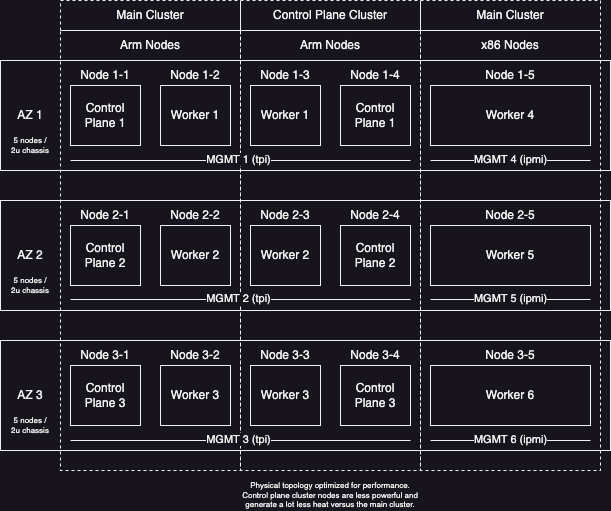 Main Cluster
Control Plane Cluster
Main Cluster
Arm Nodes
Arm Nodes
x86 Nodes
AZ 1
5 nodes /
2u chassis
Node 1-1
Control
Plane 1
Node 1-2
Worker 1
Node 1-3
Worker 1
Node 1-4
Control
Plane 1
Node 1-5
Worker 4
MGMT 1 (tpi)
MGMT 4 (ipmi)
AZ 2
5 nodes /
2u chassis
Node 2-1
Control
Plane 2
Node 2-2
Worker 2
Node 2-3
Worker 2
Node 2-4
Control
Plane 2
Node 2-5
Worker 5
MGMT 2 (tpi)
MGMT 5 (ipmi)
AZ 3
5 nodes /
2u chassis
Node 3-1
Control
Plane 3
Node 3-2
Worker 3
Node 3-3
Worker 3
Node 3-4
Control
Plane 3
Node 3-5
Worker 6
MGMT 3 (tpi)
MGMT 6 (ipmi)
Physical topology optimized for performance.
Control plane cluster nodes are less powerful and
generate a lot less heat versus the main cluster.